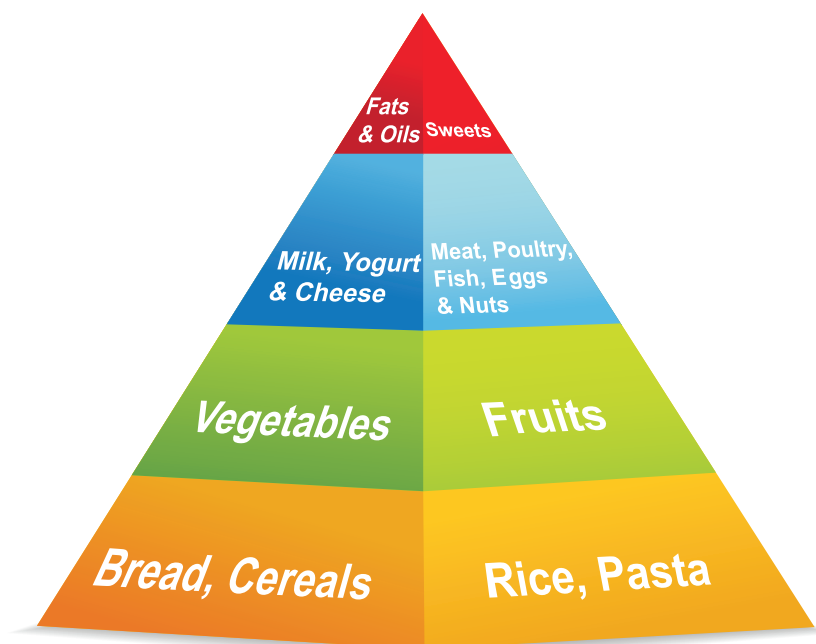 Fats
& Oils
Sweets
Milk, Yogurt
& Cheese
Meat, Poultry,
Fish, Eggs
& Nuts
Vegetables
Fruits
Bread, Cereals
Rice, Pasta